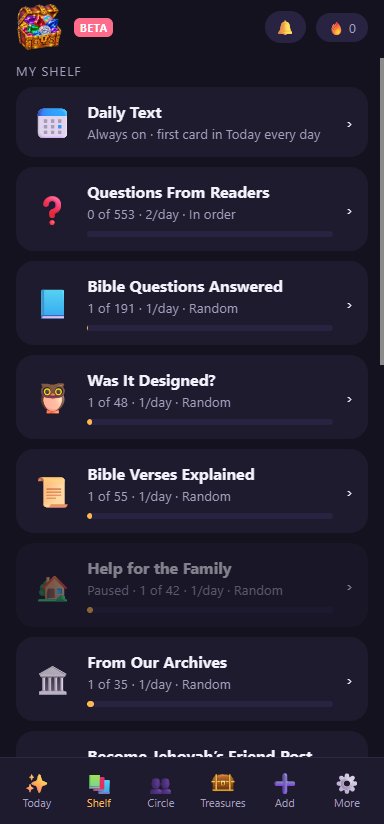 BETA
0
MY SHELF
Daily Text
Always on · first card in Today every day
Questions From Readers
0 of 553 · 2/day · In order
Bible Questions Answered
1 of 191 · 1/day · Random
Was It Designed?
1 of 48 · 1/day · Random
Bible Verses Explained
1 of 55 · 1/day · Random
Help for the Family
Paused · 1 of 42 · 1/day · Random
From Our Archives
1 of 35 · 1/day · Random
Become Jehovah’s Friend Post
Today Shelf Circle Treasures Add More